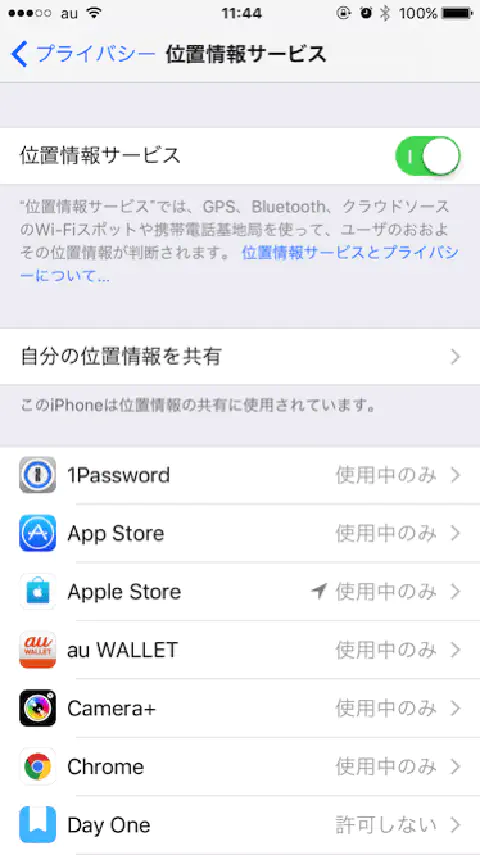 au 11:44 100%
プライバシー 位置情報サービス
位置情報サービス
“位置情報サービス”では、GPS、Bluetooth、クラウドソース
のWi-Fiスポットや携帯電話基地局を使って、ユーザのおおよ
その位置情報が判断されます。位置情報サービスとプライバシ
ーについて...
自分の位置情報を共有
このiPhoneは位置情報の共有に使用されています。
1Password 使用中のみ
App Store 使用中のみ
Apple Store 使用中のみ
au WALLET
au WALLET 使用中のみ
Camera+ 使用中のみ
Chrome 使用中のみ
Day One 許可しない